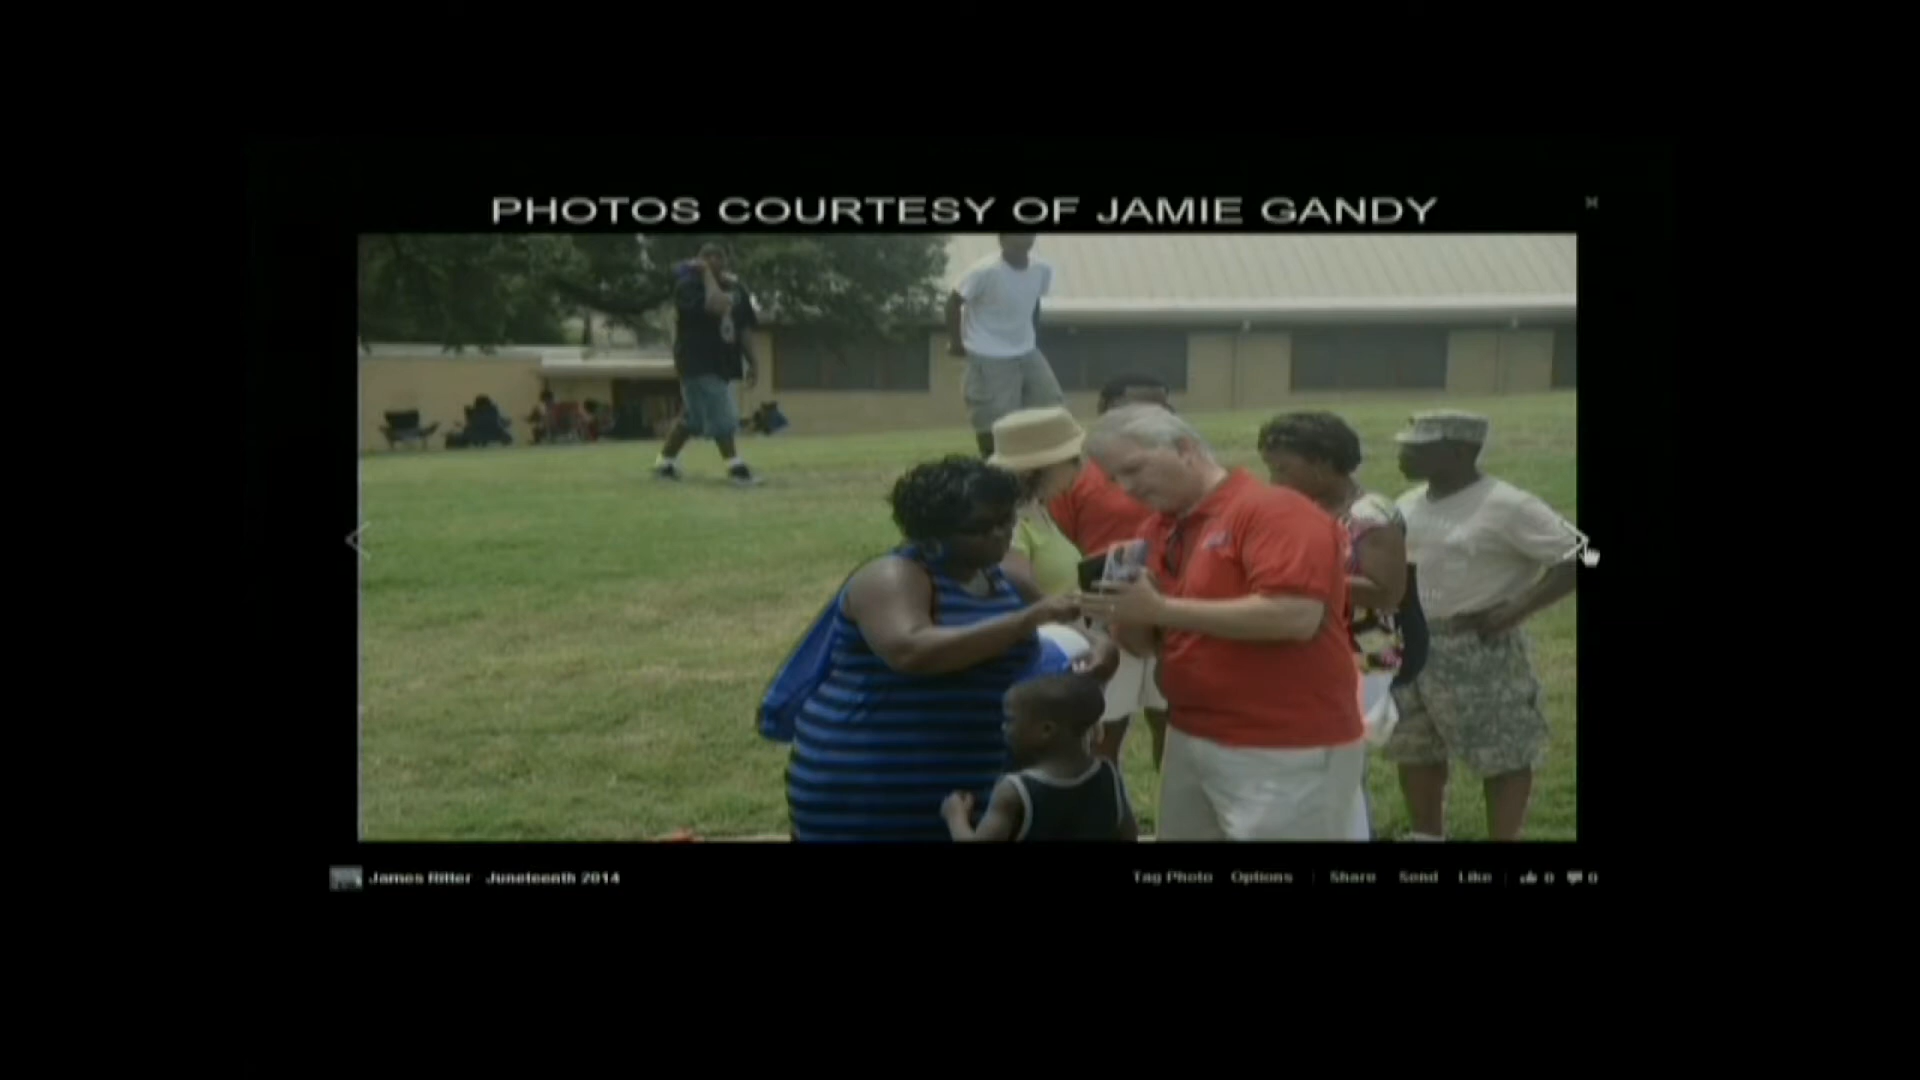 PHOTOS COURTESY OF JAMIE GANDY
James Ritter Juneteenth 2014
Tag Photo Options Share Send Like 0 0